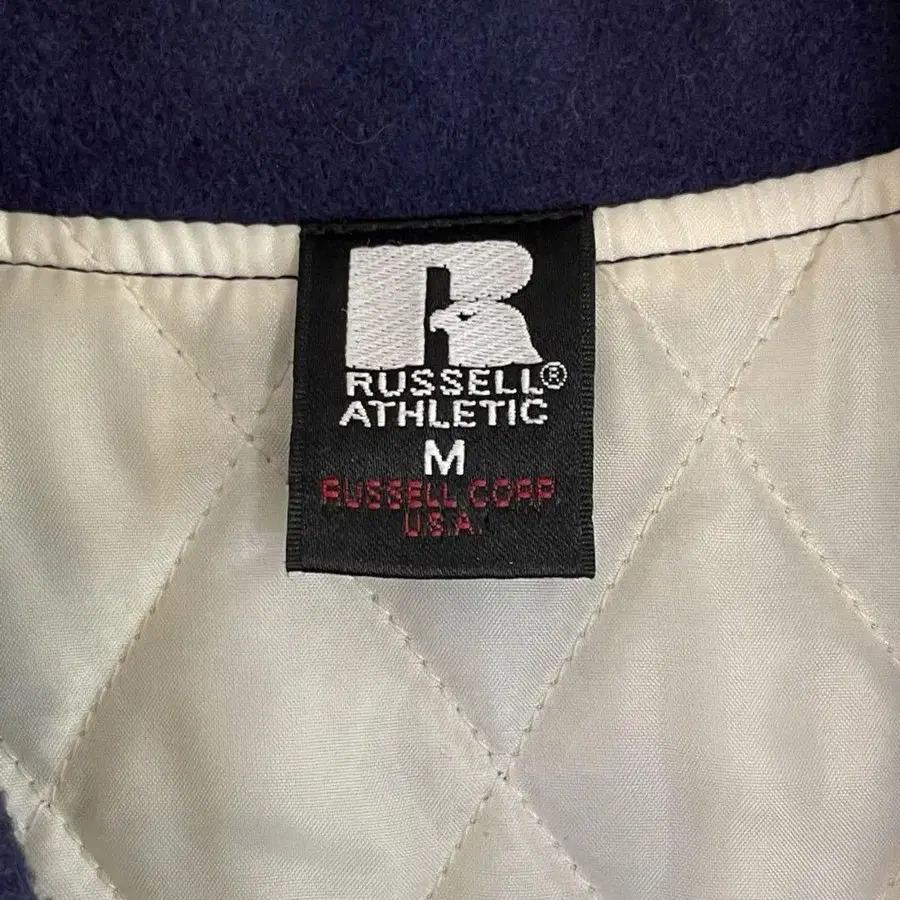 RUSSELL®
ATHLETIC
M
RUSSELL CORP
U.S.A.